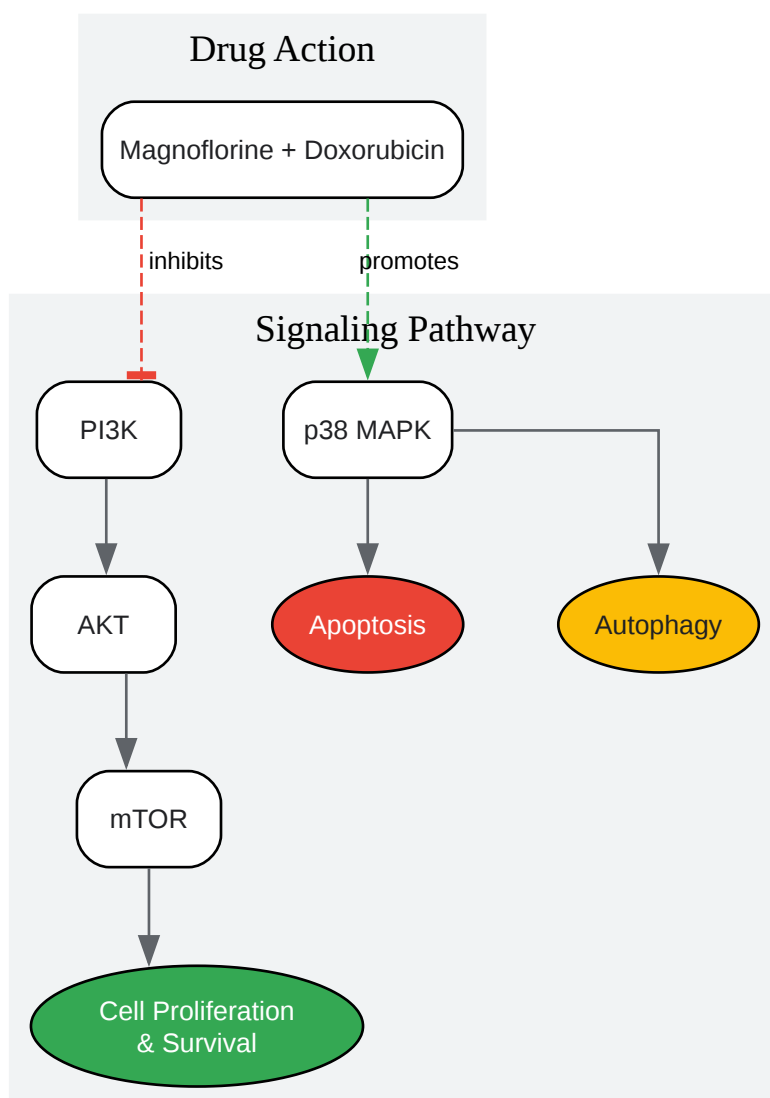 Drug Action
Magnoflorine + Doxorubicin
inhibits
promotes
Signaling Pathway
PI3K
p38 MAPK
AKT
Apoptosis
Autophagy
mTOR
Cell Proliferation
& Survival